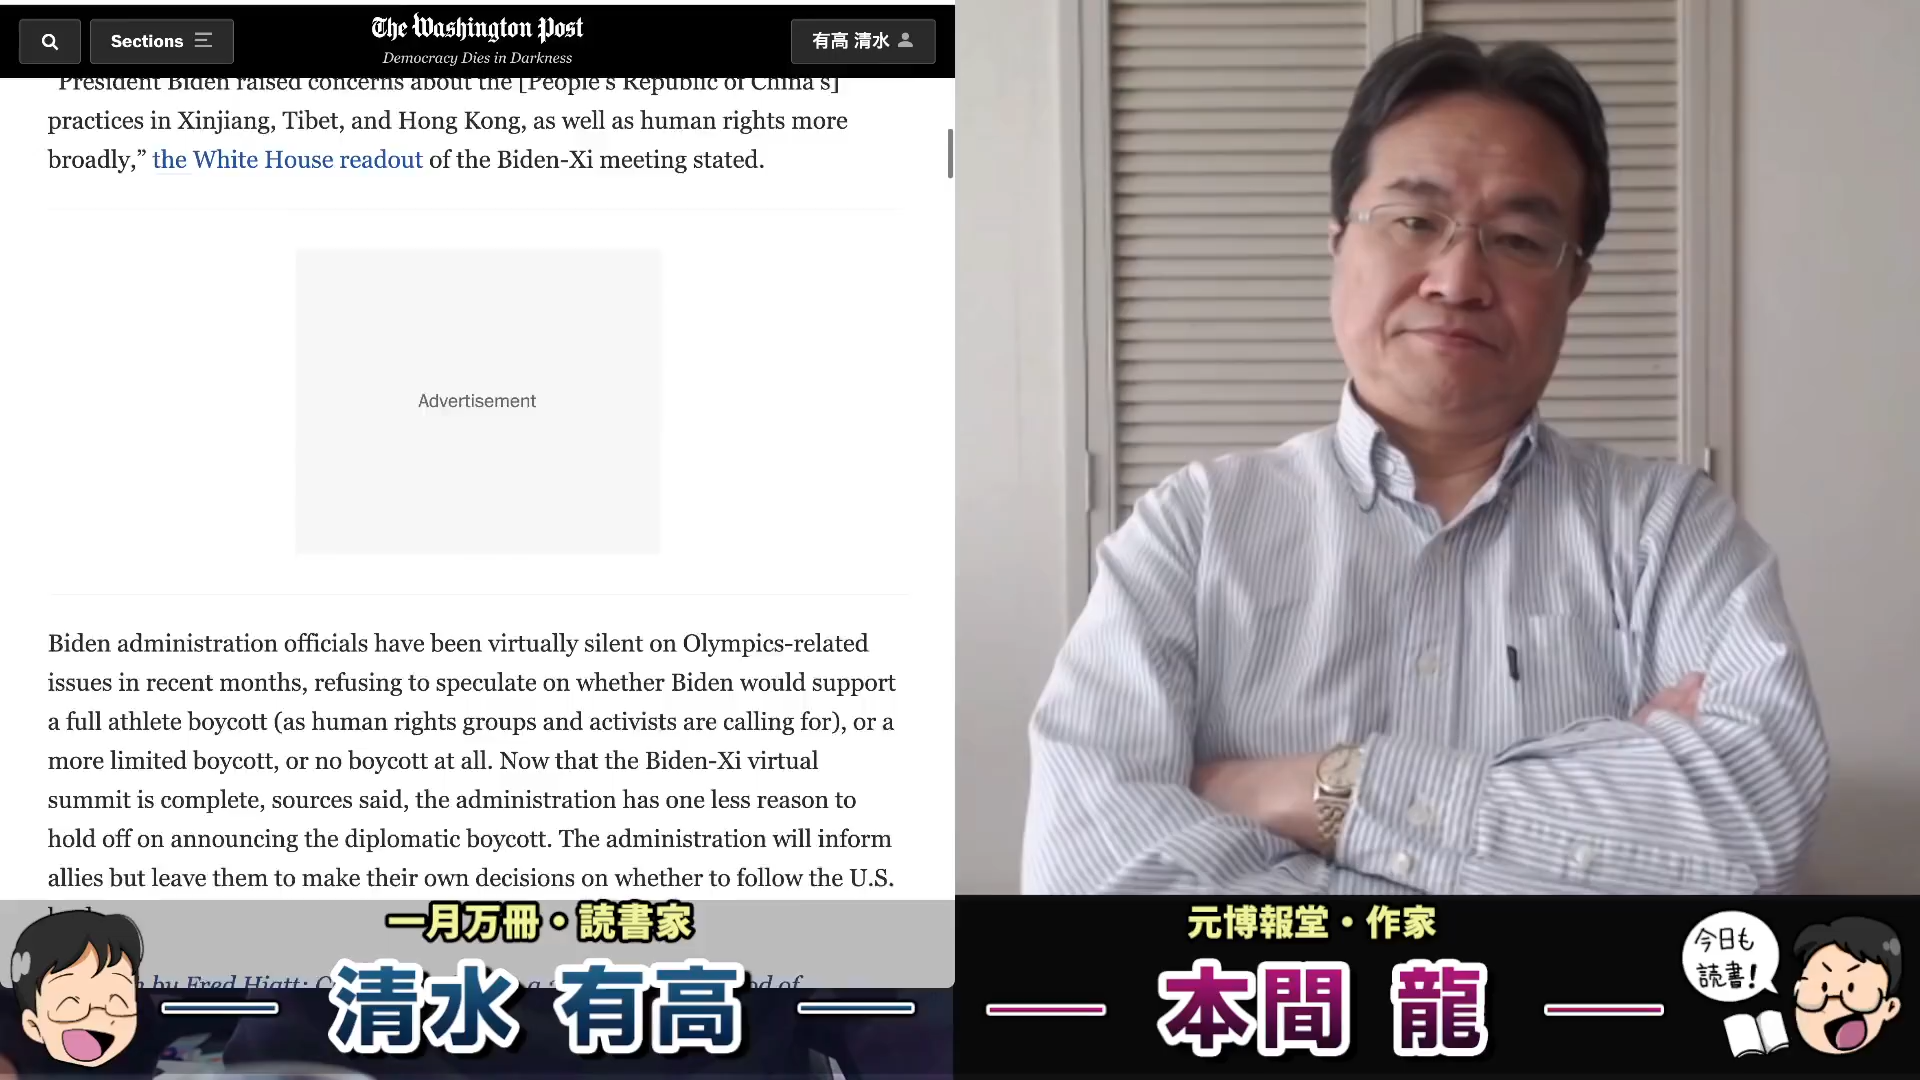 Sections
The Washington Post
Democracy Dies in Darkness
有高 清水
“President Biden raised concerns about the [People’s Republic of China’s]
practices in Xinjiang, Tibet, and Hong Kong, as well as human rights more
broadly,” the White House readout of the Biden-Xi meeting stated.
Advertisement
Biden administration officials have been virtually silent on Olympics-related
issues in recent months, refusing to speculate on whether Biden would support
a full athlete boycott (as human rights groups and activists are calling for), or a
more limited boycott, or no boycott at all. Now that the Biden-Xi virtual
summit is complete, sources said, the administration has one less reason to
hold off on announcing the diplomatic boycott. The administration will inform
allies but leave them to make their own decisions on whether to follow the U.S.
by Fred Hiatt:
一月万冊・読書家
清水 有高
元博報堂・作家
本間 龍
今日も
読書!